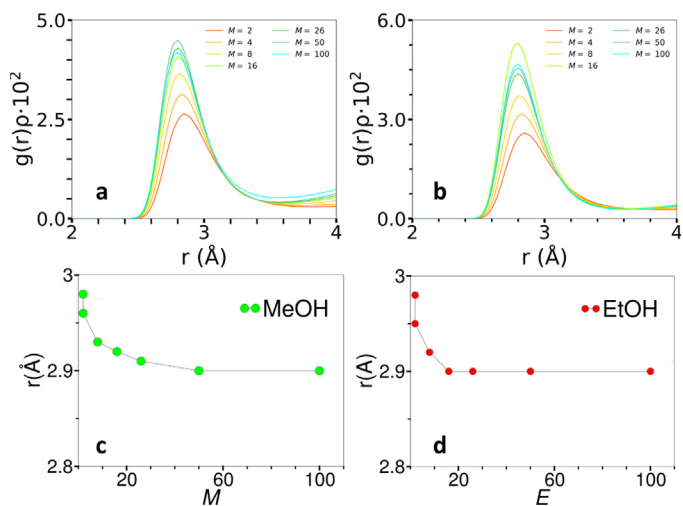 5.0
2.5
0.0
g(r)ρ·10²
M = 2
M = 4
M = 8
M = 16
M = 26
M = 50
M = 100
a
2
3
4
r (Å)
6.0
3.0
0.0
g(r)ρ·10²
M = 2
M = 4
M = 8
M = 16
M = 26
M = 50
M = 100
b
2
3
4
r (Å)
3
2.9
2.8
r(Å)
MeOH
c
20
60
100
M
3
2.9
2.8
r(Å)
EtOH
d
20
60
100
E